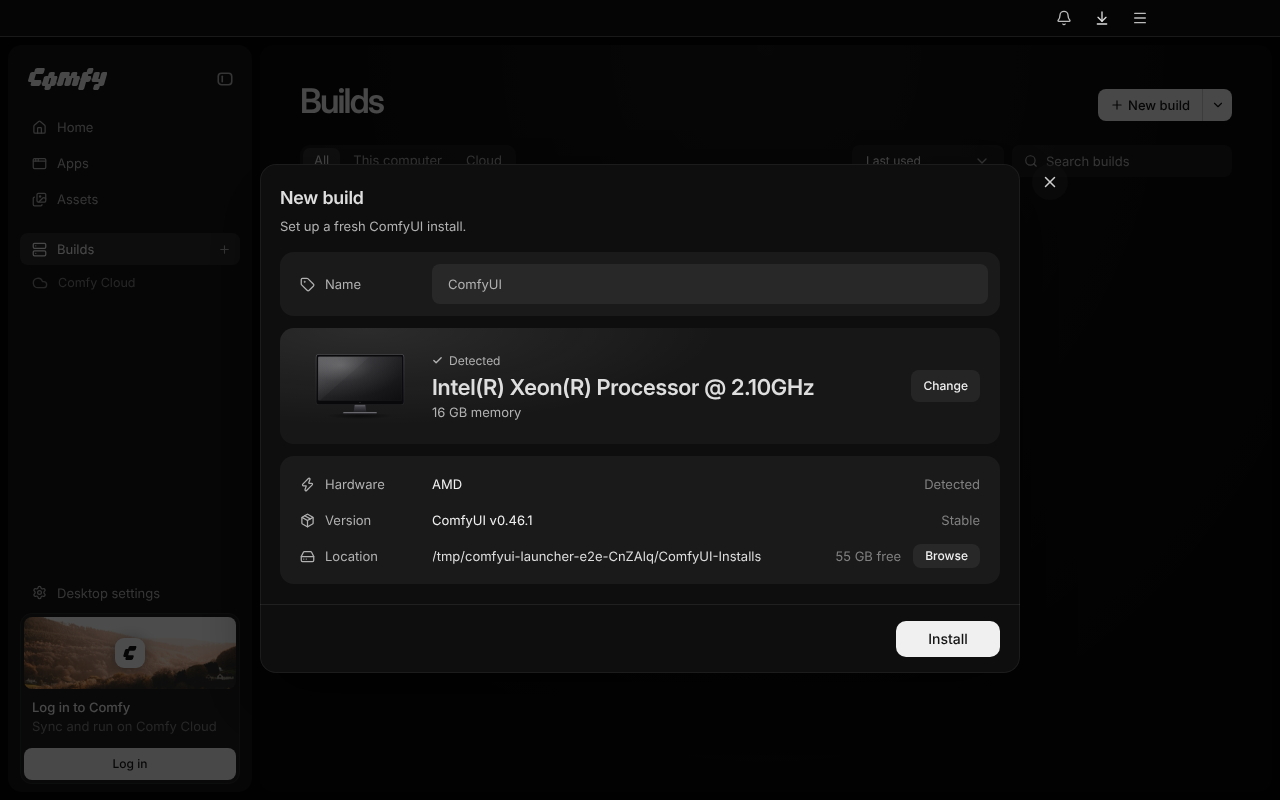 Comfy
Home
Apps
Assets
Builds
Comfy Cloud
Desktop settings
Log in to Comfy
Sync and run on Comfy Cloud
Log in
Builds
New build
All This computer Cloud
Last used
Search builds
New build
Set up a fresh ComfyUI install.
Name ComfyUI
Detected
Intel(R) Xeon(R) Processor @ 2.10GHz
16 GB memory
Change
Hardware AMD Detected
Version ComfyUI v0.46.1 Stable
Location /tmp/comfyui-launcher-e2e-CnZAlq/ComfyUI-Installs 55 GB free Browse
Install